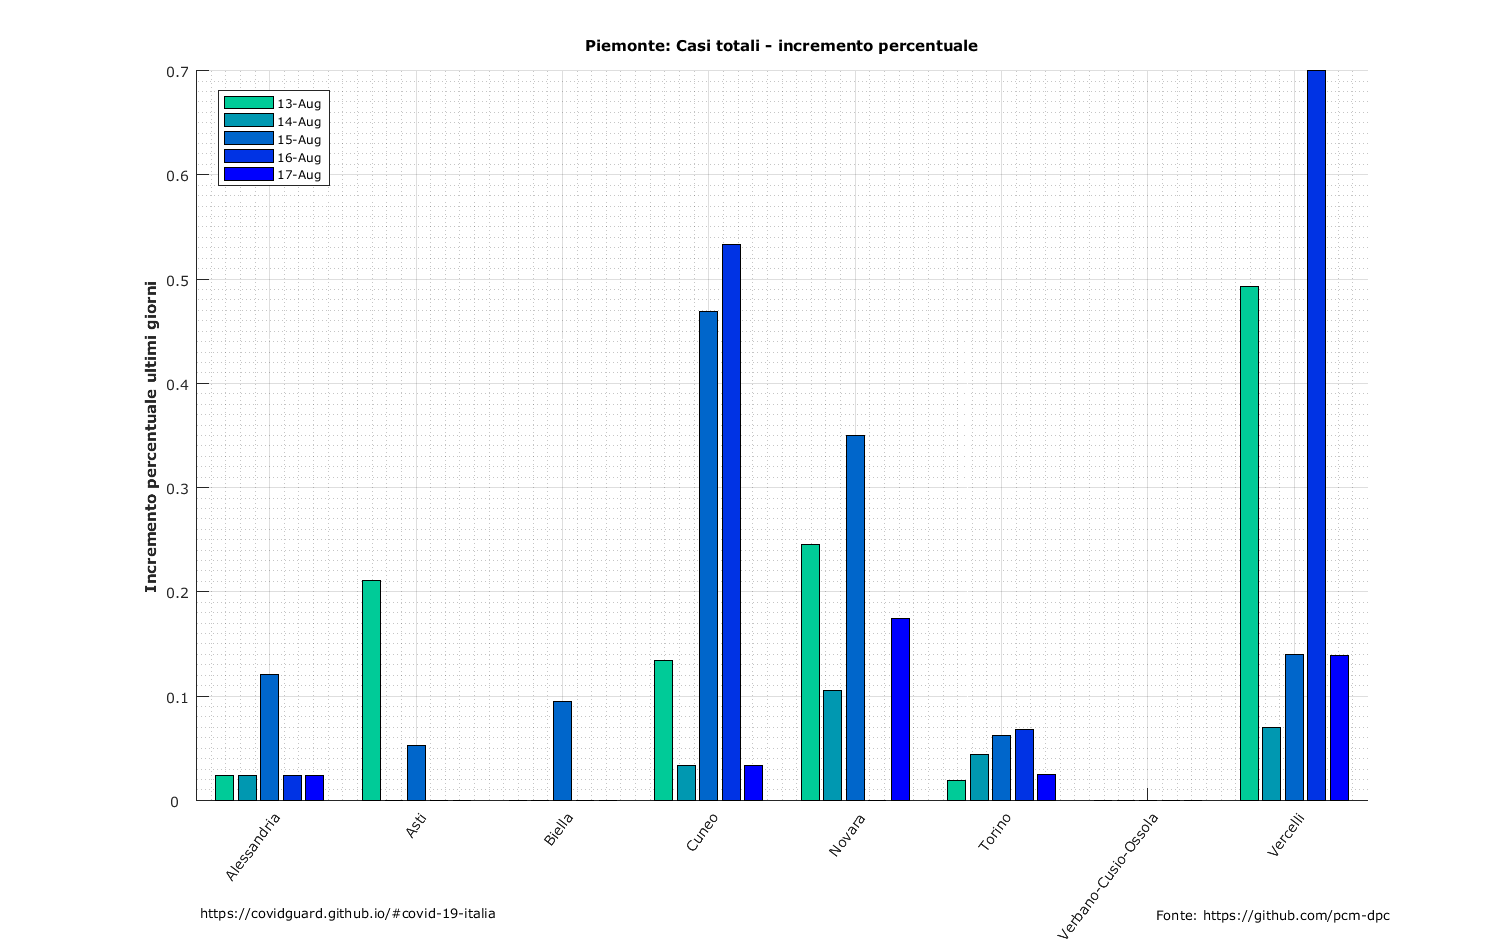 Piemonte: Casi totali - incremento percentuale
0.7
0.6
0.5
0.4
0.3
0.2
0.1
0
Incremento percentuale ultimi giorni
13-Aug
14-Aug
15-Aug
16-Aug
17-Aug
Alessandria
Asti
Biella
Cuneo
Novara
Torino
Verbano-Cusio-Ossola
Vercelli
https://covidguard.github.io/#covid-19-italia
Fonte: https://github.com/pcm-dpc